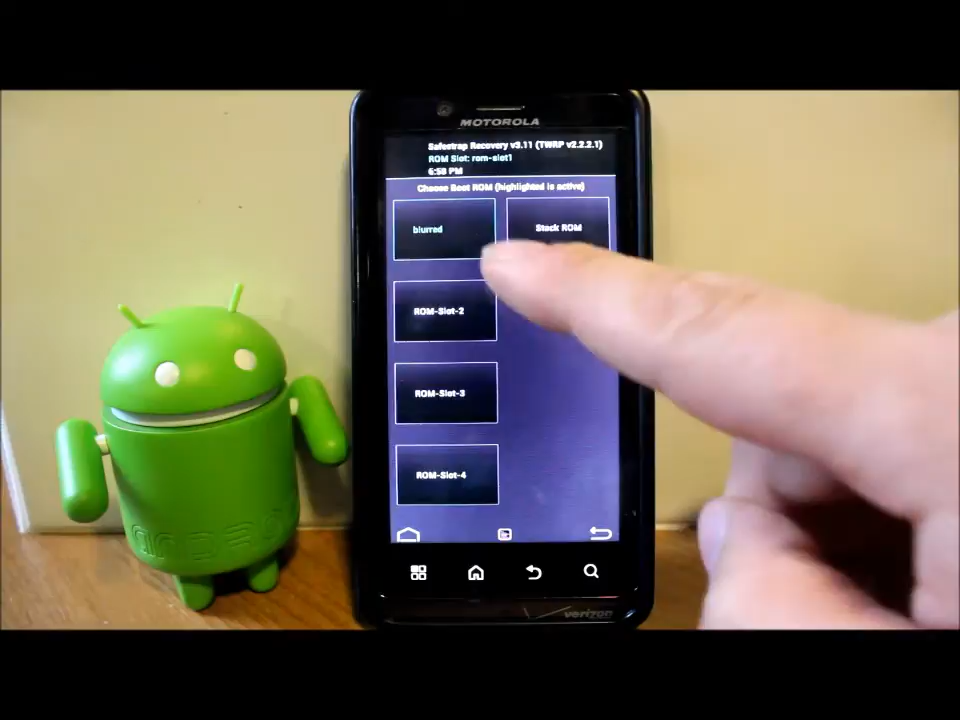 MOTOROLA
Safestrap Recovery v3.11 (TWRP v2.2.2.1)
ROM Slot: rom-slot1
6:58 PM
Choose Boot ROM (highlighted is active)
blurred
Stock ROM
ROM-Slot-2
ROM-Slot-3
ROM-Slot-4
verizon
android